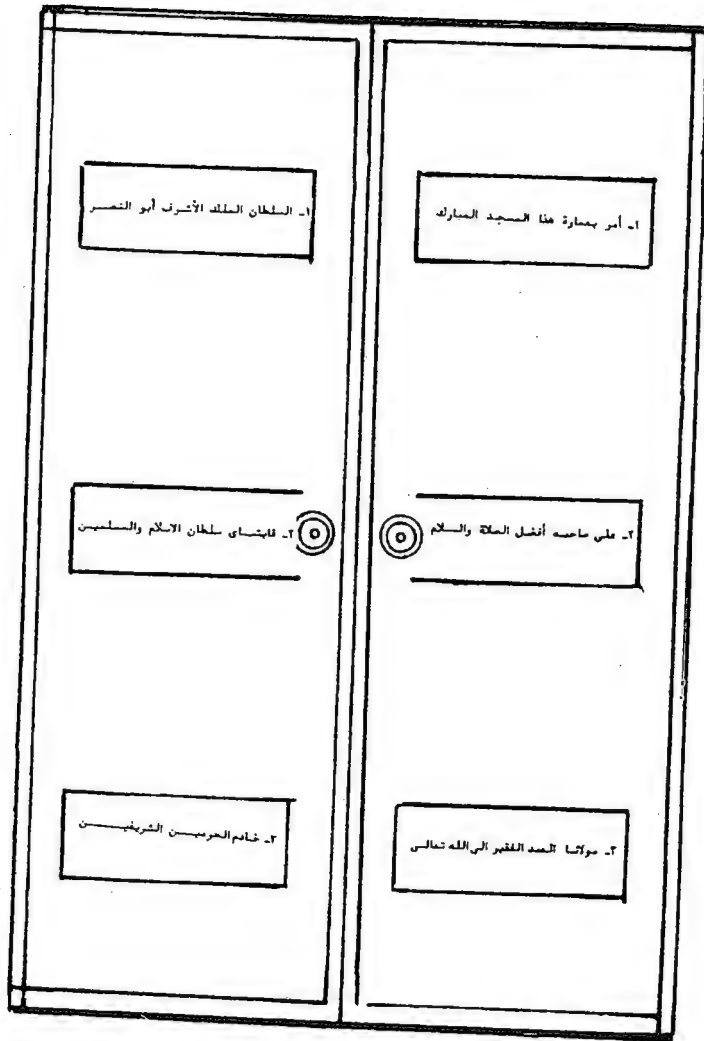 ١- أمر بعمارة هذا المسجد المبارك
٢- على صاحبه أفضل الصلاة والسلام
٣- مولانا العبد الفقير الى الله تعالى
١- السلطان الملك الأشرف أبو النصر
٢- قايتباى سلطان الاسلام والمسلمين
٣- خادم الحرمين الشريفين